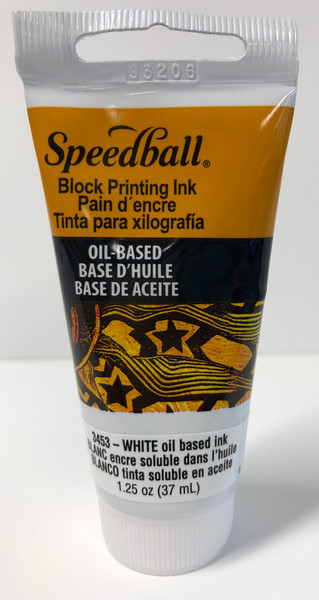 93206
Speedball®
Block Printing Ink
Pain d'encre
Tinta para xilografía
OIL-BASED
BASE D'HUILE
BASE DE ACEITE
3453 – WHITE oil based ink
BLANC encre soluble dans l'huile
BLANCO tinta soluble en aceite
1.25 oz (37 mL)